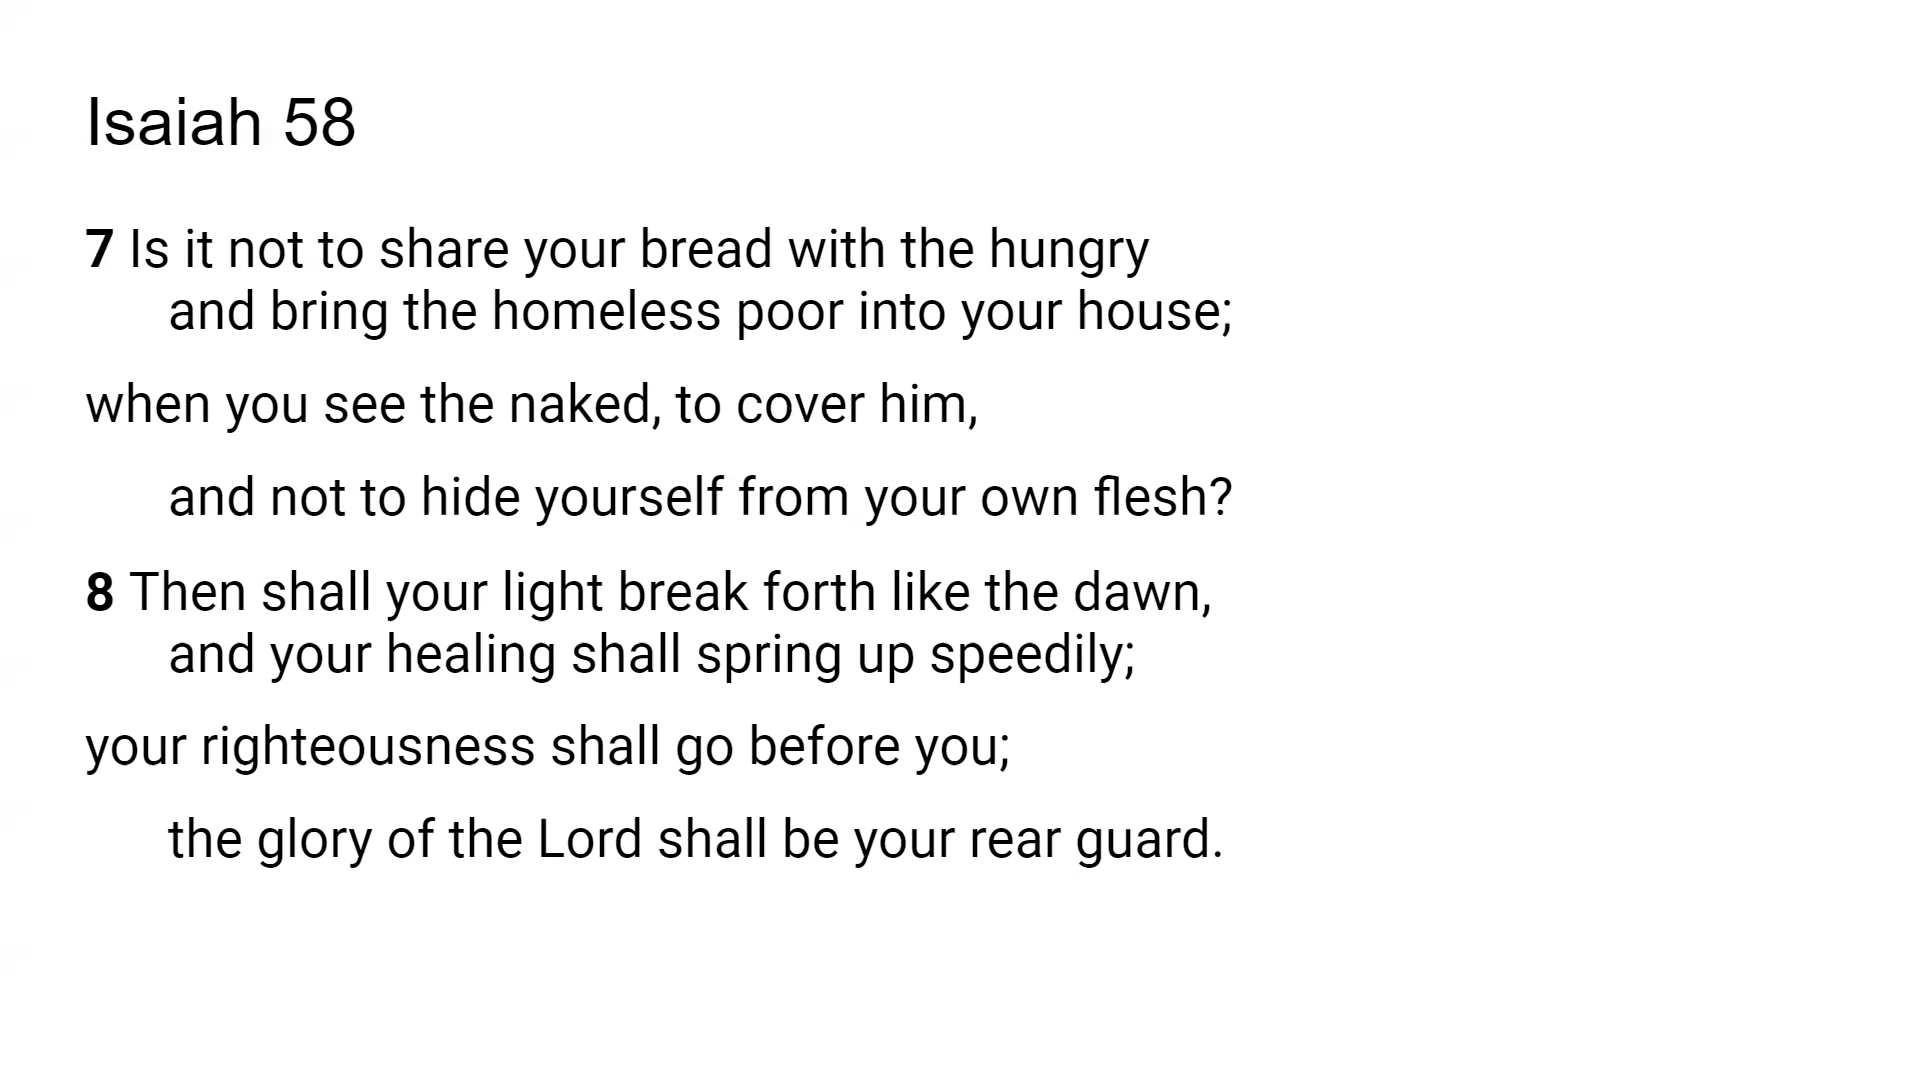 Isaiah 58
7 Is it not to share your bread with the hungry
and bring the homeless poor into your house;
when you see the naked, to cover him,
and not to hide yourself from your own flesh?
8 Then shall your light break forth like the dawn,
and your healing shall spring up speedily;
your righteousness shall go before you;
the glory of the Lord shall be your rear guard.